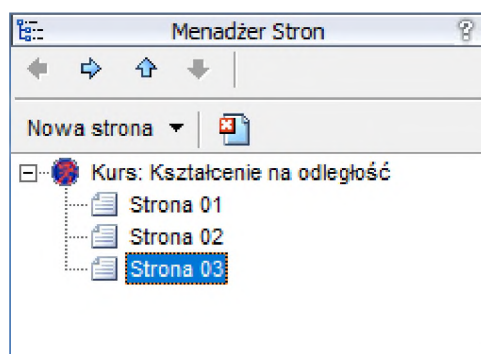 Menadżer Stron
Nowa strona
Kurs: Kształcenie na odległość
Strona 01
Strona 02
Strona 03